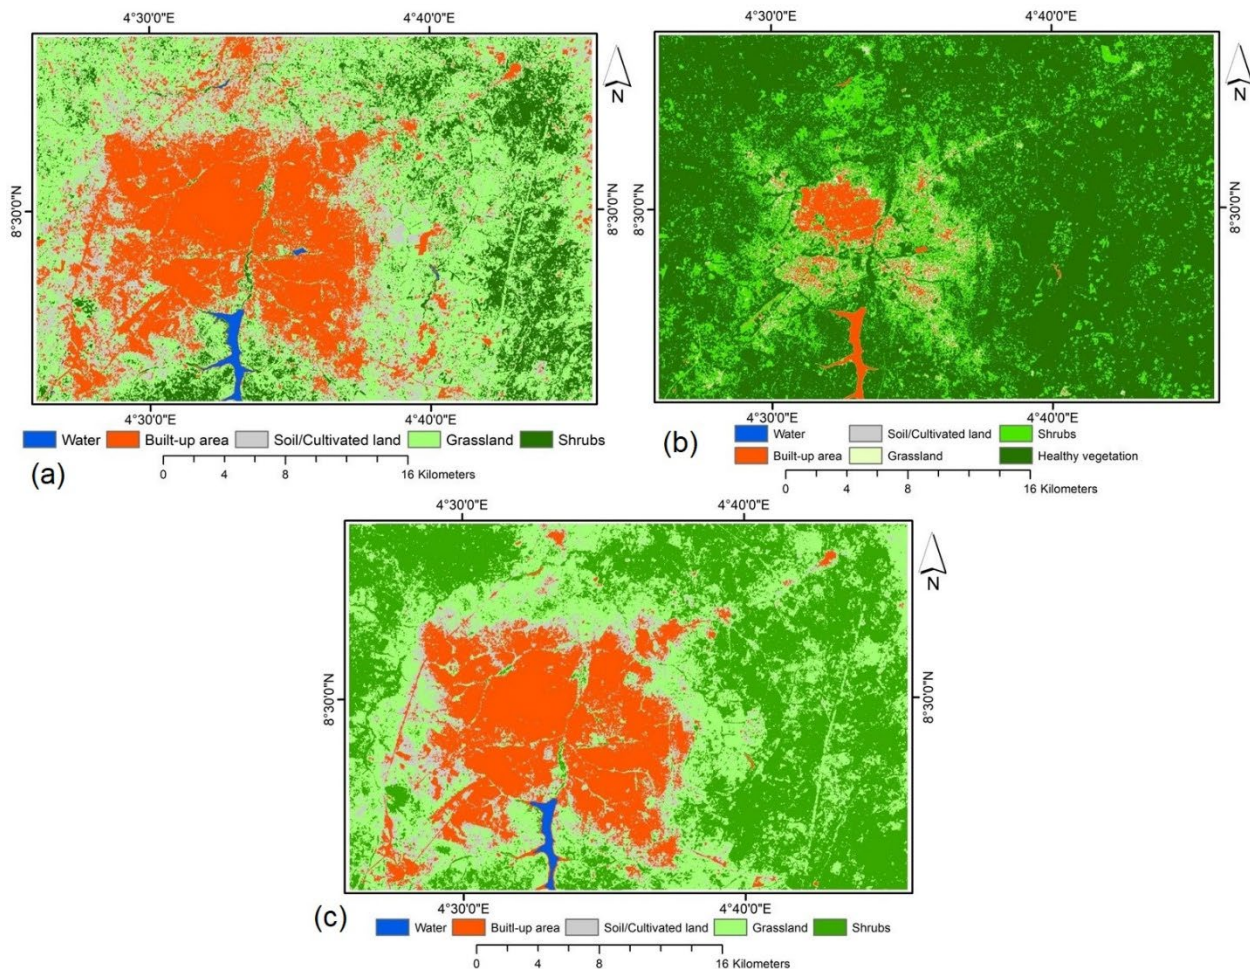 4°30'0"E 4°40'0"E
8°30'0"N 8°30'0"N
N
4°30'0"E 4°40'0"E
Water Built-up area Soil/Cultivated land Grassland Shrubs
0 4 8 16 Kilometers
(a)
4°30'0"E 4°40'0"E
8°30'0"N 8°30'0"N
N
4°30'0"E 4°40'0"E
Water Soil/Cultivated land Shrubs
Built-up area Grassland Healthy vegetation
0 4 8 16 Kilometers
(b)
4°30'0"E 4°40'0"E
8°30'0"N 8°30'0"N
N
4°30'0"E 4°40'0"E
(c)
Water Buitl-up area Soil/Cultivated land Grassland Shrubs
0 4 8 16 Kilometers